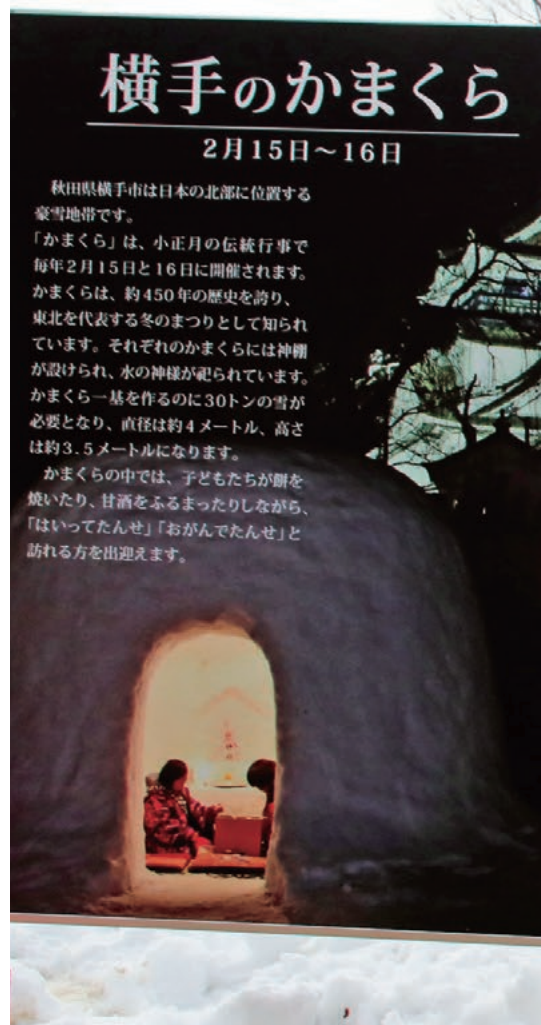 横手のかまくら
2月15日～16日
秋田県横手市は日本の北部に位置する
豪雪地帯です。
「かまくら」は、小正月の伝統行事で
毎年2月15日と16日に開催されます。
かまくらは、約450年の歴史を誇り、
東北を代表する冬のまつりとして知られ
ています。それぞれのかまくらには神棚
が設けられ、水の神様が祀られています。
かまくら一基を作るのに30トンの雪が
必要となり、直径は約4メートル、高さ
は約3.5メートルになります。
かまくらの中では、子どもたちが餅を
焼いたり、甘酒をふるまったりしながら、
「はいってたんせ」「おがんでたんせ」と
訪れる方を出迎えます。